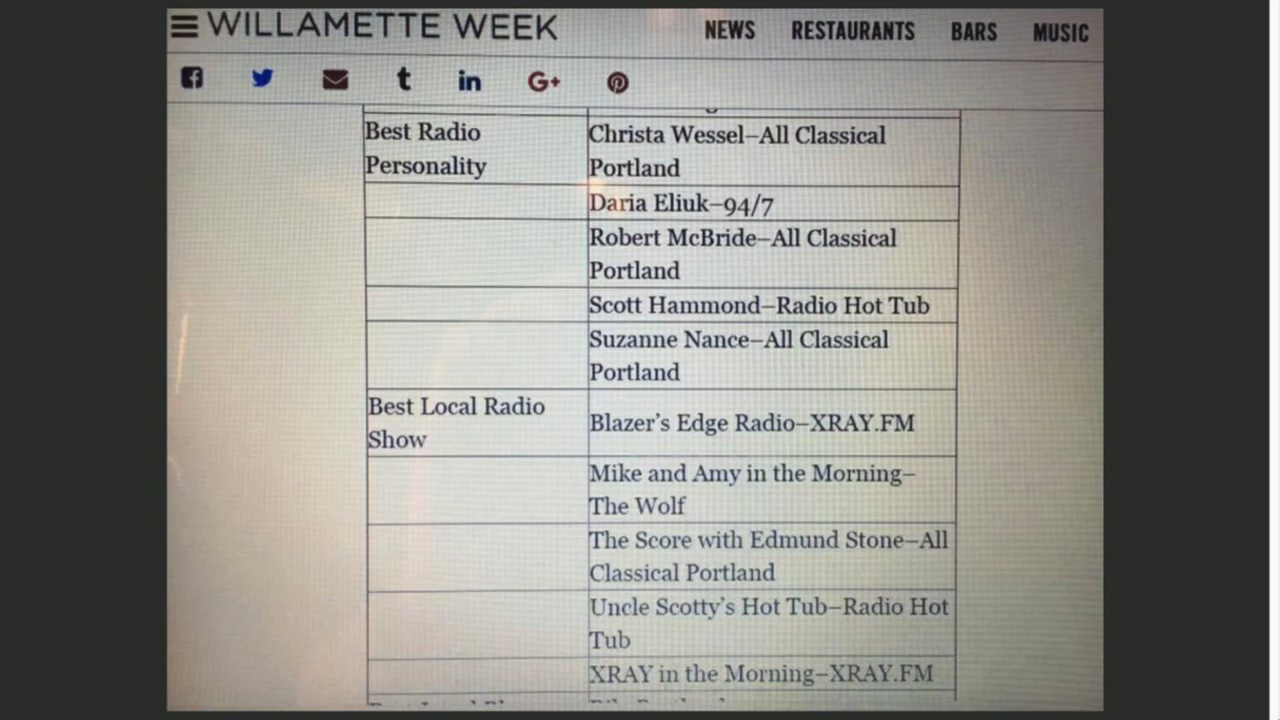 WILLAMETTE WEEK
NEWS RESTAURANTS BARS MUSIC
Best Radio
Personality
Christa Wessel–All Classical
Portland
Daria Eliuk–94/7
Robert McBride–All Classical
Portland
Scott Hammond–Radio Hot Tub
Suzanne Nance–All Classical
Portland
Best Local Radio
Show
Blazer's Edge Radio–XRAY.FM
Mike and Amy in the Morning–
The Wolf
The Score with Edmund Stone–All
Classical Portland
Uncle Scotty's Hot Tub–Radio Hot
Tub
XRAY in the Morning–XRAY.FM